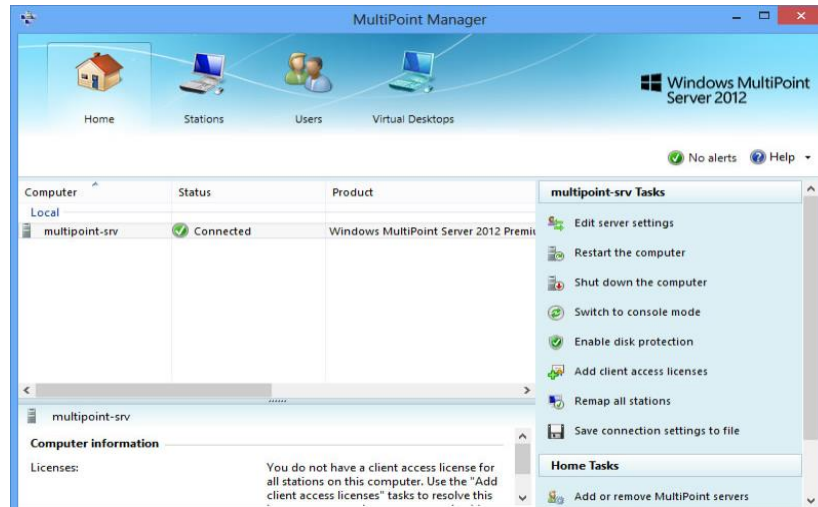 MultiPoint Manager
Home
Stations
Users
Virtual Desktops
Windows MultiPoint
Server 2012
No alerts
Help
Computer
Status
Product
Local
multipoint-srv
Connected
Windows MultiPoint Server 2012
multipoint-srv Tasks
Edit server settings
Restart the computer
Shut down the computer
Switch to console mode
Enable disk protection
Add client access licenses
Remap all stations
Save connection settings to file
Home Tasks
Add or remove MultiPoint servers
multipoint-srv
Computer information
Licenses:
You do not have a client access license for
all stations on this computer. Use the "Add
client access licenses" tasks to resolve this